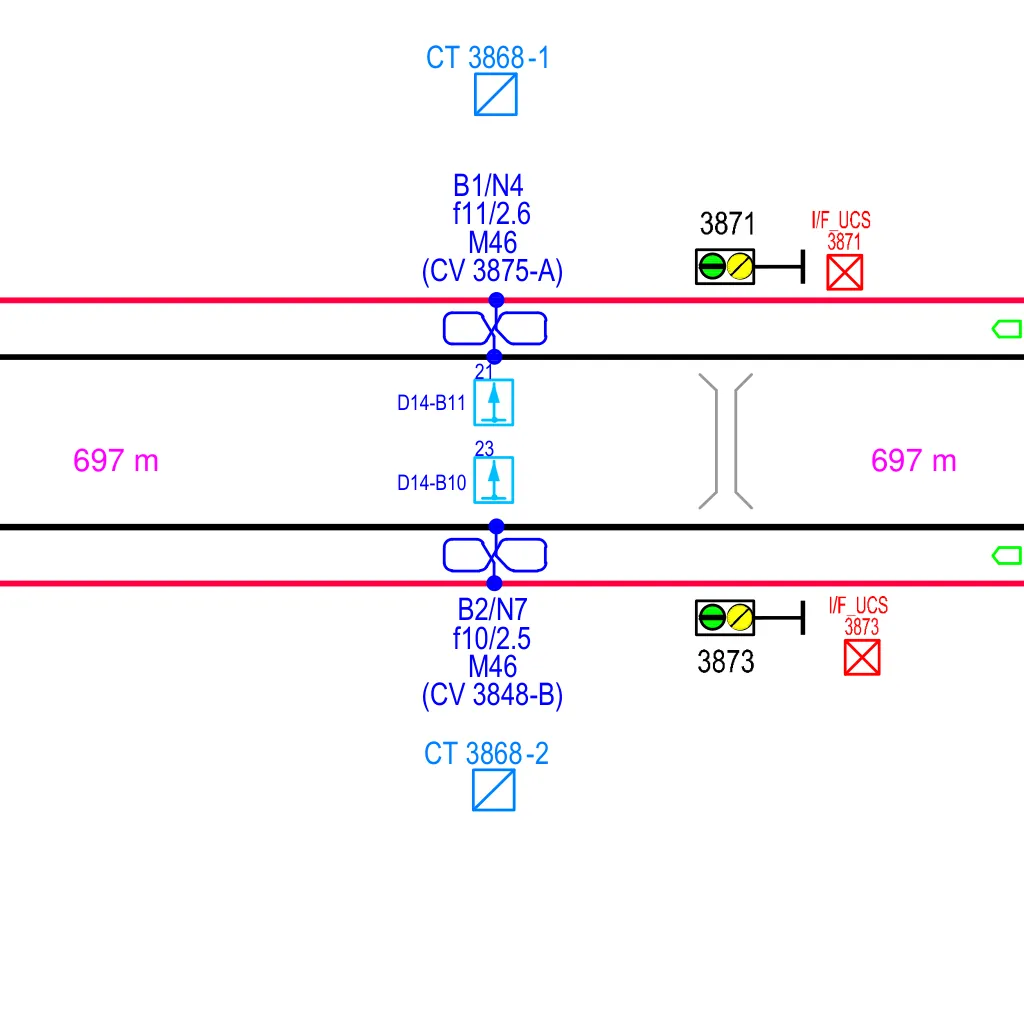 CT 3868-1
B1/N4
f11/2.6
M46
(CV 3875-A)
3871
I/F_UCS
3871
21
D14-B11
23
D14-B10
697 m
697 m
B2/N7
f10/2.5
M46
(CV 3848-B)
3873
I/F_UCS
3873
CT 3868-2